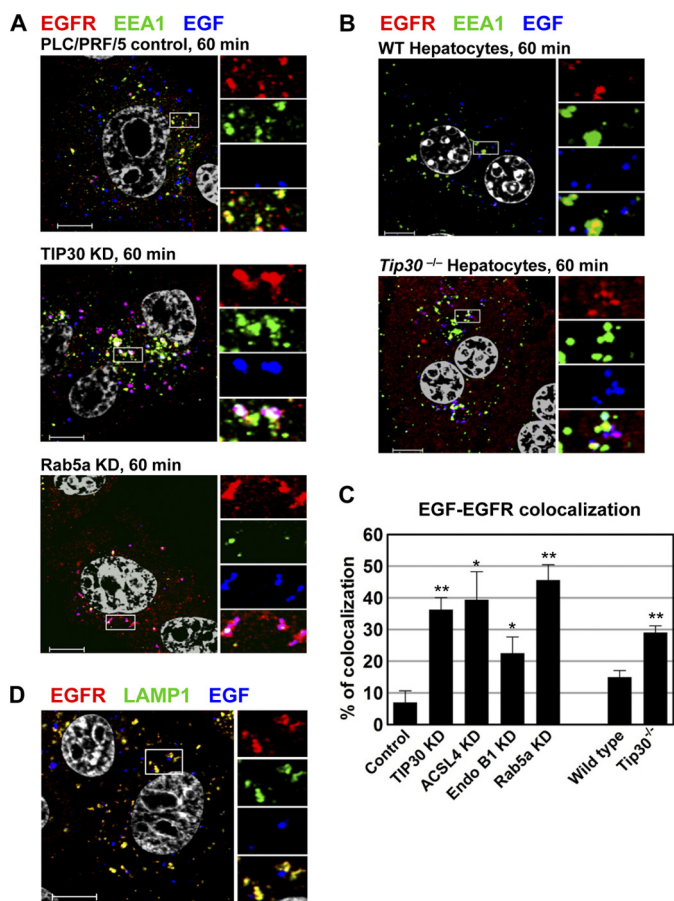 A EGFR EEA1 EGF
PLC/PRF/5 control, 60 min
TIP30 KD, 60 min
Rab5a KD, 60 min
B EGFR EEA1 EGF
WT Hepatocytes, 60 min
Tip30 –/– Hepatocytes, 60 min
C EGF-EGFR colocalization
% of colocalization
60
50
40
30
20
10
0
** * * ** **
Control
TIP30 KD
ACSL4 KD
Endo B1 KD
Rab5a KD
Wild type
Tip30-/-
D EGFR LAMP1 EGF